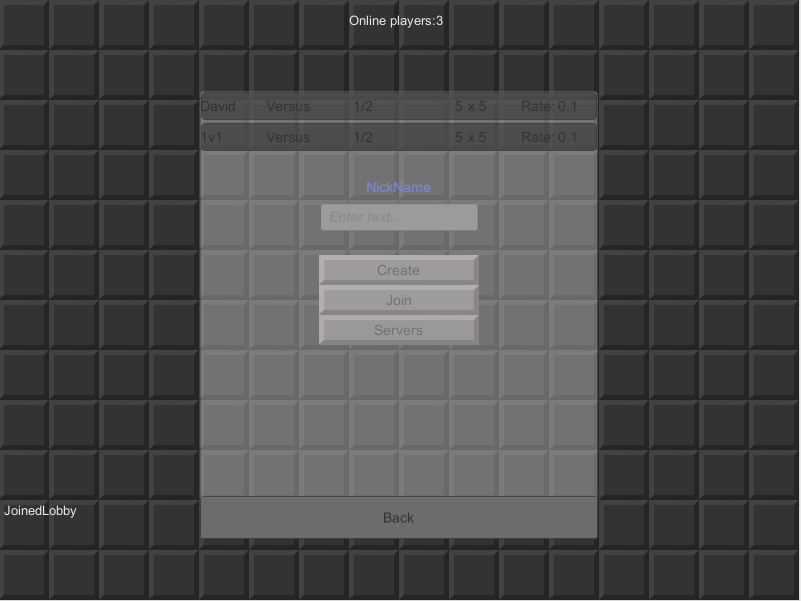 Online players:3
David Versus 1/2 5 x 5 Rate: 0.1
1v1 Versus 1/2 5 x 5 Rate: 0.1
NickName
Enter text...
Create
Join
Servers
JoinedLobby
Back